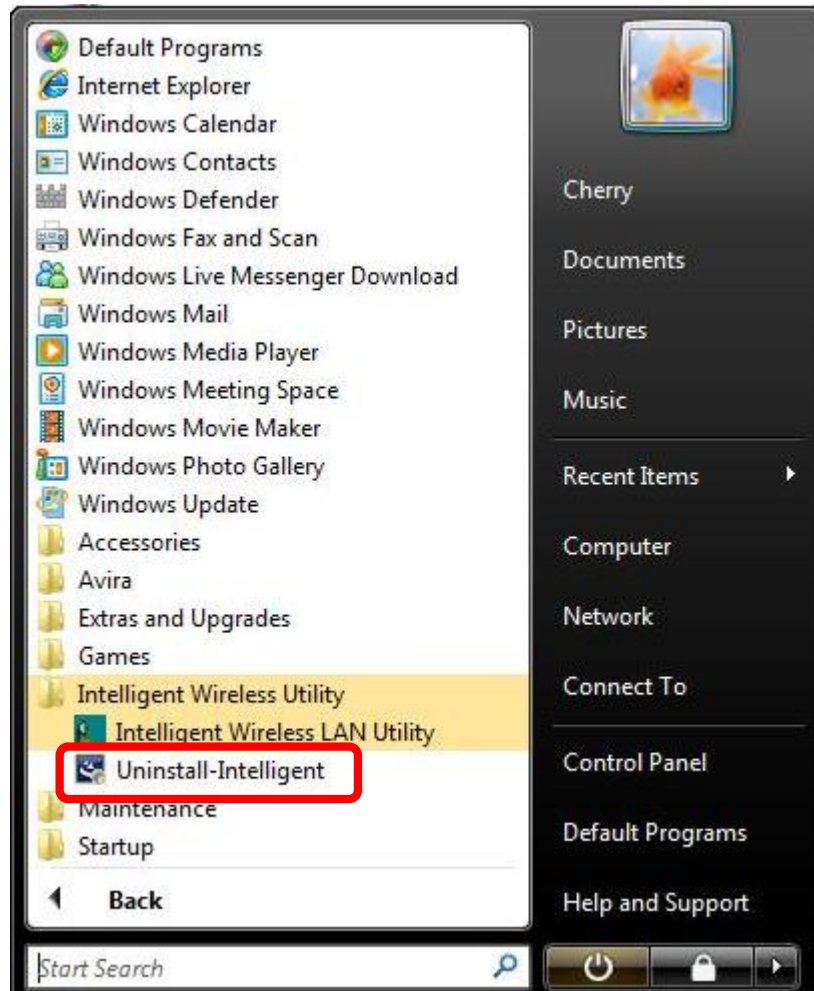 Default Programs
Internet Explorer
Windows Calendar
Windows Contacts
Windows Defender
Windows Fax and Scan
Windows Live Messenger Download
Windows Mail
Windows Media Player
Windows Meeting Space
Windows Movie Maker
Windows Photo Gallery
Windows Update
Accessories
Avira
Extras and Upgrades
Games
Intelligent Wireless Utility
Intelligent Wireless LAN Utility
Uninstall-Intelligent
Maintenance
Startup
Back
Start Search
Cherry
Documents
Pictures
Music
Recent Items
Computer
Network
Connect To
Control Panel
Default Programs
Help and Support